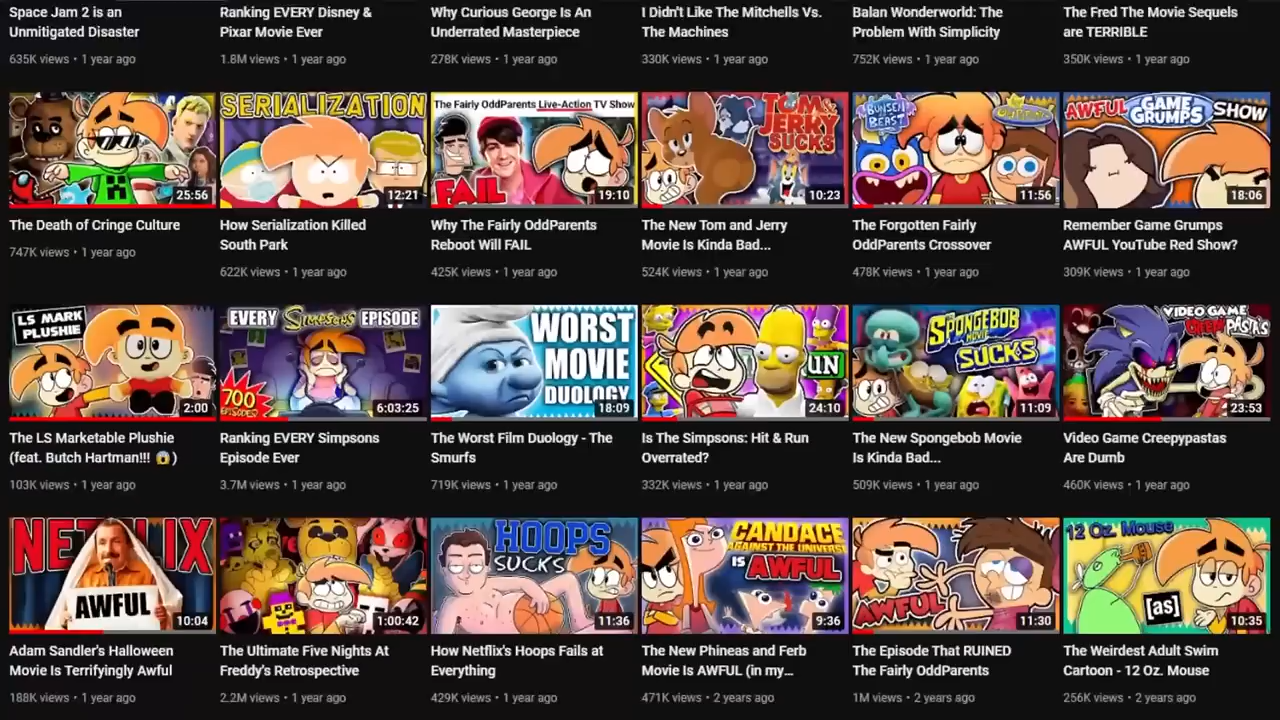 Space Jam 2 is an
Unmitigated Disaster
635K views • 1 year ago
Ranking EVERY Disney &
Pixar Movie Ever
1.8M views • 1 year ago
Why Curious George Is An
Underrated Masterpiece
278K views • 1 year ago
I Didn't Like The Mitchells Vs.
The Machines
330K views • 1 year ago
Balan Wonderworld: The
Problem With Simplicity
752K views • 1 year ago
The Fred The Movie Sequels
are TERRIBLE
350K views • 1 year ago
25:56
The Death of Cringe Culture
747K views • 1 year ago
SERIALIZATION
12:21
How Serialization Killed
South Park
622K views • 1 year ago
The Fairly OddParents Live-Action TV Show
FAIL
19:10
Why The Fairly OddParents
Reboot Will FAIL
425K views • 1 year ago
TOM &
JERRY
SUCKS
10:23
The New Tom and Jerry
Movie Is Kinda Bad...
524K views • 1 year ago
BUNSEN
BEAST
11:56
The Forgotten Fairly
OddParents Crossover
478K views • 1 year ago
AWFUL GAME GRUMPS SHOW
18:06
Remember Game Grumps
AWFUL YouTube Red Show?
309K views • 1 year ago
LS MARK
PLUSHIE
2:00
The LS Marketable Plushie
(feat. Butch Hartman!!! 😱)
103K views • 1 year ago
EVERY Simpsons EPISODE
700
EPISODES
6:03:25
Ranking EVERY Simpsons
Episode Ever
3.7M views • 1 year ago
WORST
MOVIE
DUOLOGY
18:09
The Worst Film Duology - The
Smurfs
719K views • 1 year ago
UN
24:10
Is The Simpsons: Hit & Run
Overrated?
332K views • 1 year ago
SPONGEBOB
MOVIE
SUCKS
11:09
The New Spongebob Movie
Is Kinda Bad...
509K views • 1 year ago
VIDEO GAME
CREEPYPASTAS
23:53
Video Game Creepypastas
Are Dumb
460K views • 1 year ago
NETFLIX
AWFUL
10:04
Adam Sandler's Halloween
Movie Is Terrifyingly Awful
188K views • 1 year ago
1:00:42
The Ultimate Five Nights At
Freddy's Retrospective
2.2M views • 1 year ago
HOOPS
SUCKS
11:36
How Netflix's Hoops Fails at
Everything
429K views • 1 year ago
CANDACE
AGAINST THE UNIVERSE
IS AWFUL
9:36
The New Phineas and Ferb
Movie Is AWFUL (in my...
471K views • 2 years ago
AWFUL
11:30
The Episode That RUINED
The Fairly OddParents
1M views • 2 years ago
12 Oz. Mouse
[as]
10:35
The Weirdest Adult Swim
Cartoon - 12 Oz. Mouse
256K views • 2 years ago